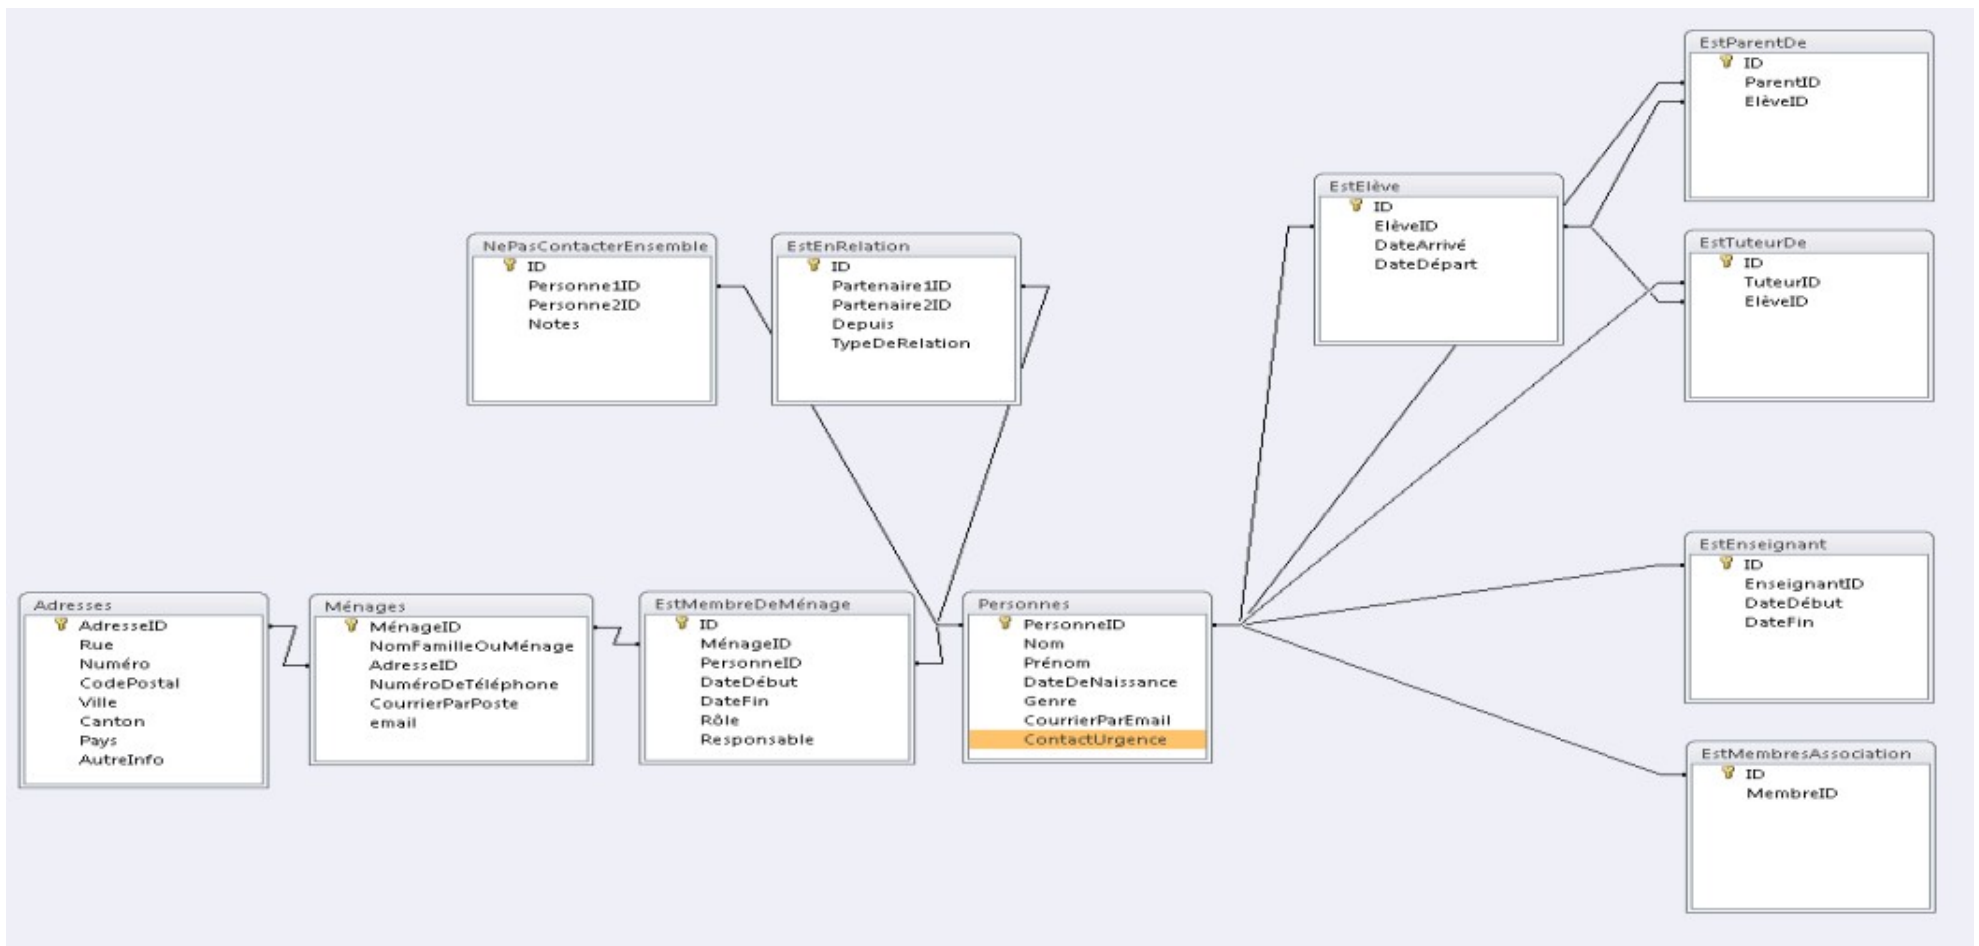 EstParentDe
ID
ParentID
ElèveID
EstElève
ID
ElèveID
DateArrivé
DateDépart
EstTuteurDe
ID
TuteurID
ElèveID
NePasContacterEnsemble
ID
Personne1ID
Personne2ID
Notes
EstEnRelation
ID
Partenaire1ID
Partenaire2ID
Depuis
TypeDeRelation
EstEnseignant
ID
EnseignantID
DateDébut
DateFin
Adresses
AdresseID
Rue
Numéro
CodePostal
Ville
Canton
Pays
AutreInfo
Ménages
MénageID
NomFamilleOuMénage
AdresseID
NuméroDeTéléphone
CourrierParPoste
email
EstMembreDeMénage
ID
MénageID
PersonneID
DateDébut
DateFin
Rôle
Responsable
Personnes
PersonneID
Nom
Prénom
DateDeNaissance
Genre
CourrierParEmail
ContactUrgence
EstMembresAssociation
ID
MembreID